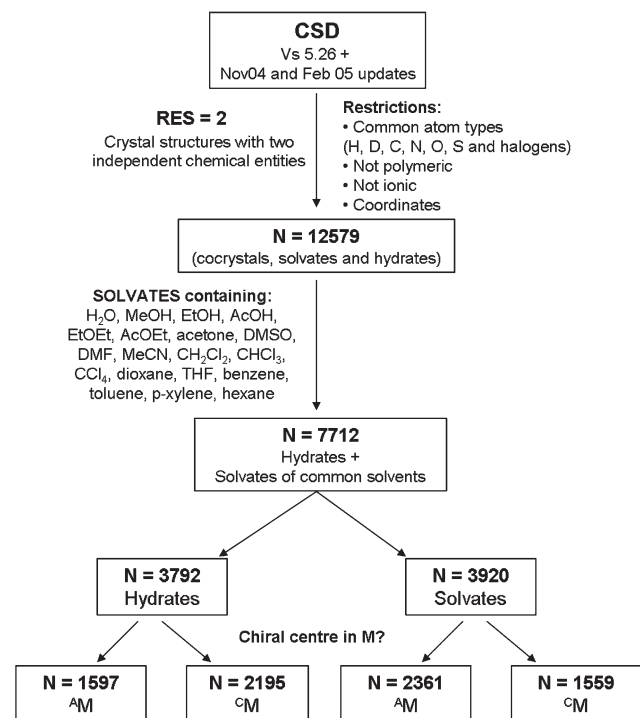 CSD
Vs 5.26 +
Nov04 and Feb 05 updates
RES = 2
Crystal structures with two
independent chemical entities
Restrictions:
• Common atom types
(H, D, C, N, O, S and halogens)
• Not polymeric
• Not ionic
• Coordinates
N = 12579
(cocrystals, solvates and hydrates)
SOLVATES containing:
H₂O, MeOH, EtOH, AcOH,
EtOEt, AcOEt, acetone, DMSO,
DMF, MeCN, CH₂Cl₂, CHCl₃,
CCl₄, dioxane, THF, benzene,
toluene, p-xylene, hexane
N = 7712
Hydrates +
Solvates of common solvents
N = 3792
Hydrates
N = 3920
Solvates
Chiral centre in M?
N = 1597
ᴬM
N = 2195
ᶜM
N = 2361
ᴬM
N = 1559
ᶜM